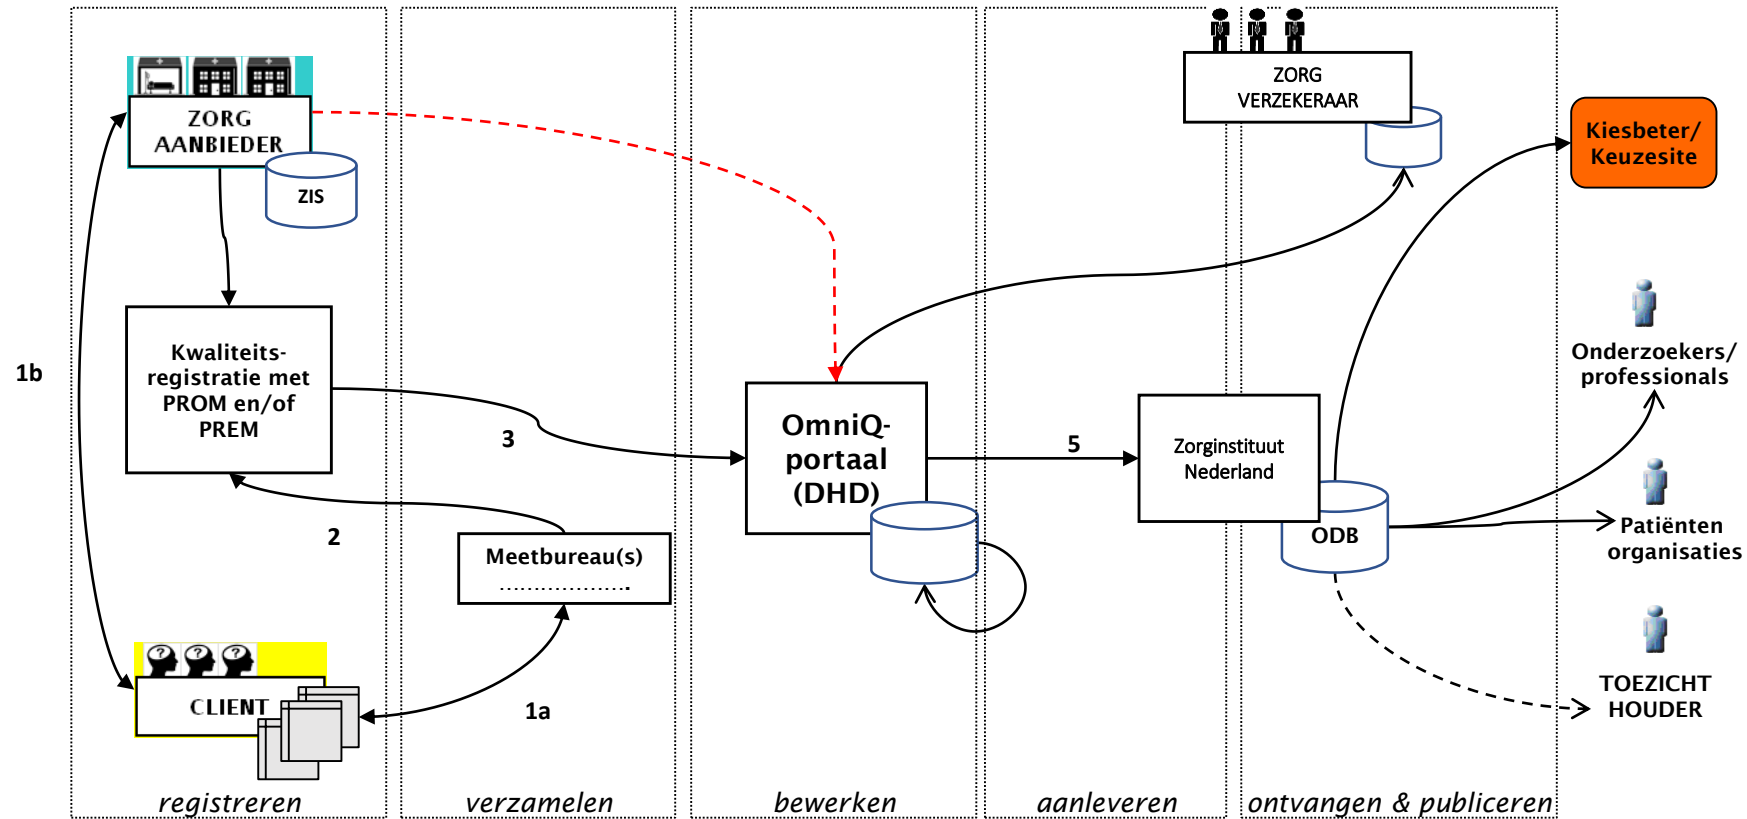 ZORG
AANBIEDER
ZIS
1b
Kwaliteits-
registratie met
PROM en/of
PREM
2
3
Meetbureau(s)
……………….
1a
? ? ?
CLIENT
OmniQ-
portaal
(DHD)
5
ZORG
VERZEKERAAR
Zorginstituut
Nederland
ODB
Kiesbeter/
Keuzesite
Onderzoekers/
professionals
Patiënten
organisaties
TOEZICHT
HOUDER
registreren
verzamelen
bewerken
aanleveren
ontvangen & publiceren